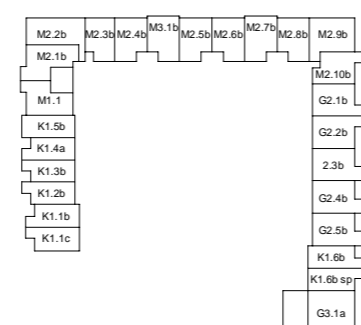 M2.2b
M2.3b
M2.4b
M3.1b
M2.5b
M2.6b
M2.7b
M2.8b
M2.9b
M2.1b
M1.1
K1.5b
K1.4a
K1.3b
K1.2b
K1.1b
K1.1c
M2.10b
G2.1b
G2.2b
2.3b
G2.4b
G2.5b
K1.6b
K1.6b sp
G3.1a